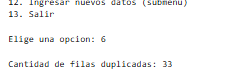 12. Ingresar nuevos datos (submenu)
13. Salir
Elige una opcion: 6
Cantidad de filas duplicadas: 33